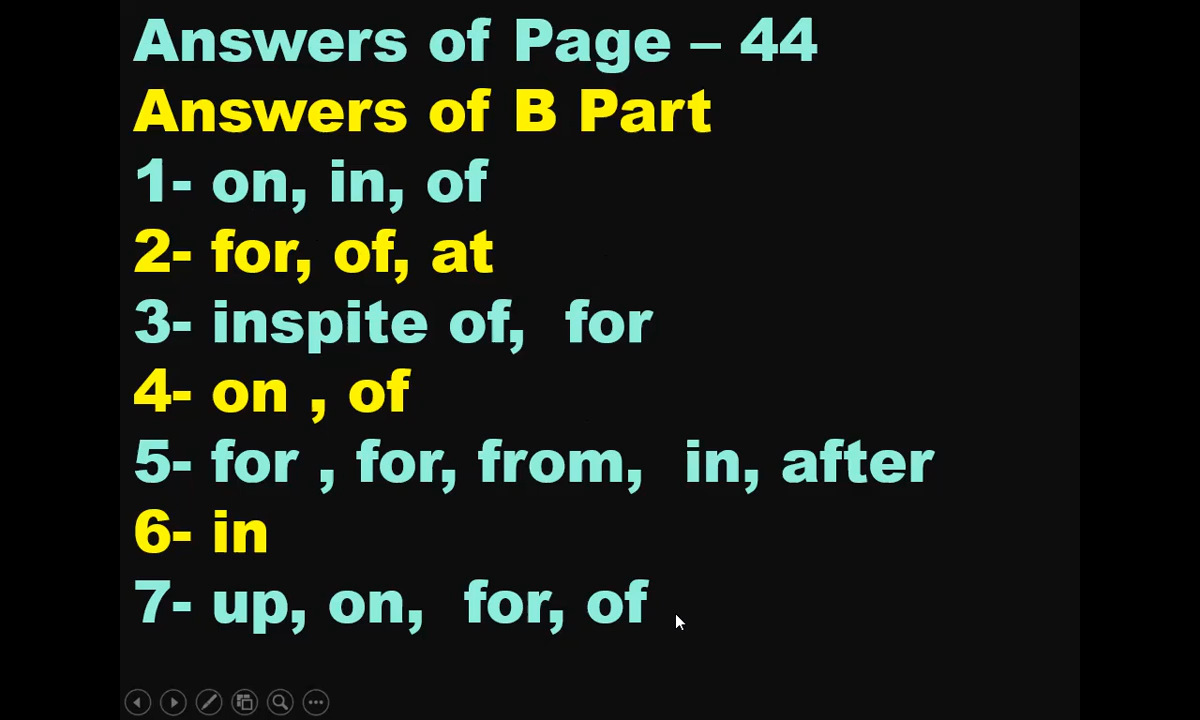 Answers of Page – 44
Answers of B Part
1- on, in, of
2- for, of, at
3- inspite of, for
4- on , of
5- for , for, from, in, after
6- in
7- up, on, for, of